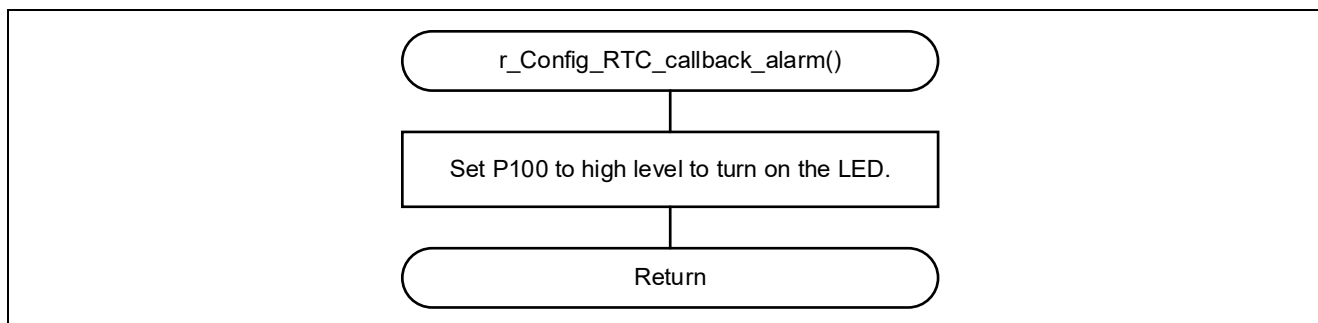 r_Config_RTC_callback_alarm()
Set P100 to high level to turn on the LED.
Return